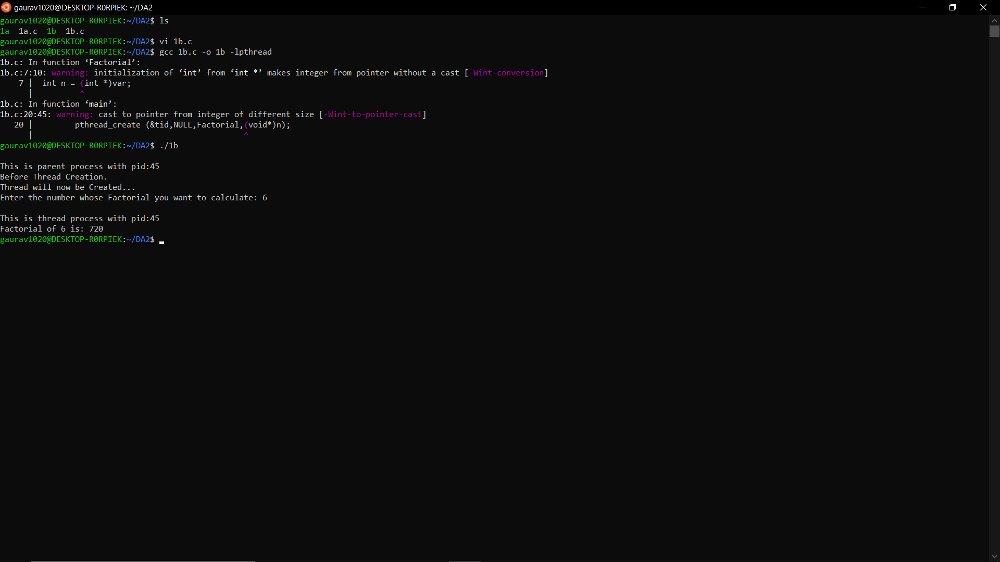 gaurav1020@DESKTOP-R0RPIEK: ~/DA2
gaurav1020@DESKTOP-R0RPIEK:~/DA2$ ls
1a  1a.c  1b  1b.c
gaurav1020@DESKTOP-R0RPIEK:~/DA2$ vi 1b.c
gaurav1020@DESKTOP-R0RPIEK:~/DA2$ gcc 1b.c -o 1b -lpthread
1b.c: In function ‘Factorial’:
1b.c:7:10: warning: initialization of ‘int’ from ‘int *’ makes integer from pointer without a cast [-Wint-conversion]
    7 |  int n = (int *)var;
      |          ^
1b.c: In function ‘main’:
1b.c:20:45: warning: cast to pointer from integer of different size [-Wint-to-pointer-cast]
   20 |         pthread_create (&tid,NULL,Factorial,(void*)n);
      |                                             ^
gaurav1020@DESKTOP-R0RPIEK:~/DA2$ ./1b
This is parent process with pid:45
Before Thread Creation.
Thread will now be Created...
Enter the number whose Factorial you want to calculate: 6
This is thread process with pid:45
Factorial of 6 is: 720
gaurav1020@DESKTOP-R0RPIEK:~/DA2$